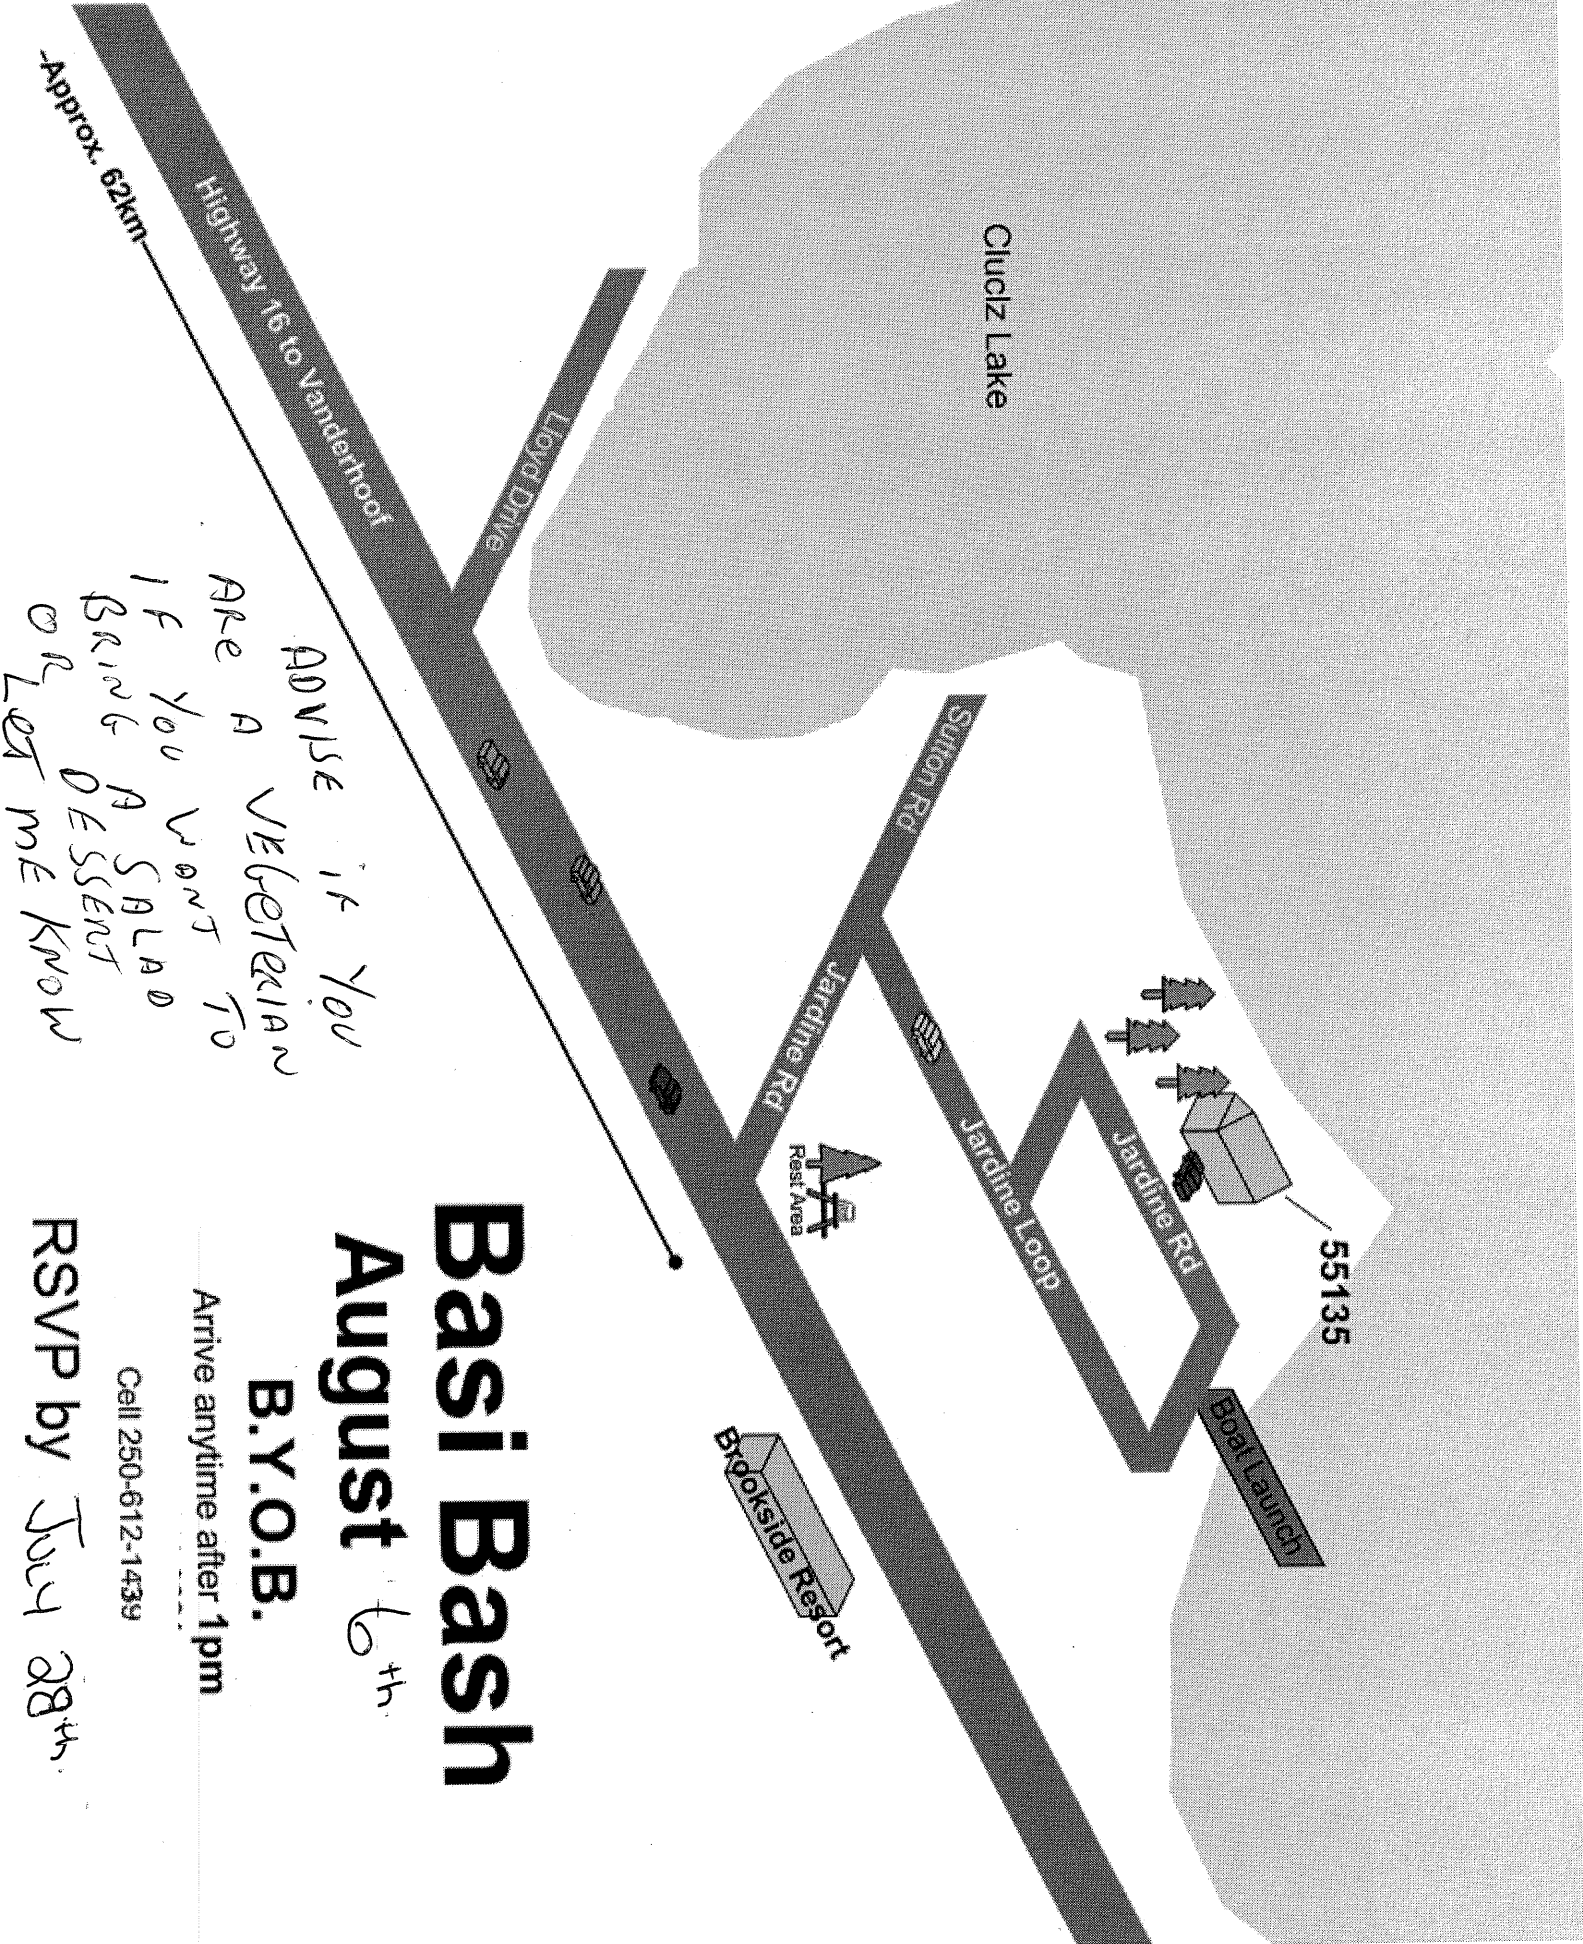 Cluclz Lake
55135
Boat Launch
Jardine Rd
Jardine Loop
Sutton Rd
Jardine Rd
Rest Area
Brookside Resort
Lloyd Drive
Highway 16 to Vanderhoof
-Approx. 62km
Basi Bash
August 6th
B.Y.O.B.
Arrive anytime after 1pm
Cell 250-612-1439
RSVP by July 28th.
ADVISE IF YOU
ARE A VEGETERIAN
IF YOU WANT TO
BRING A SALAD
OR DESSERT
LET ME KNOW